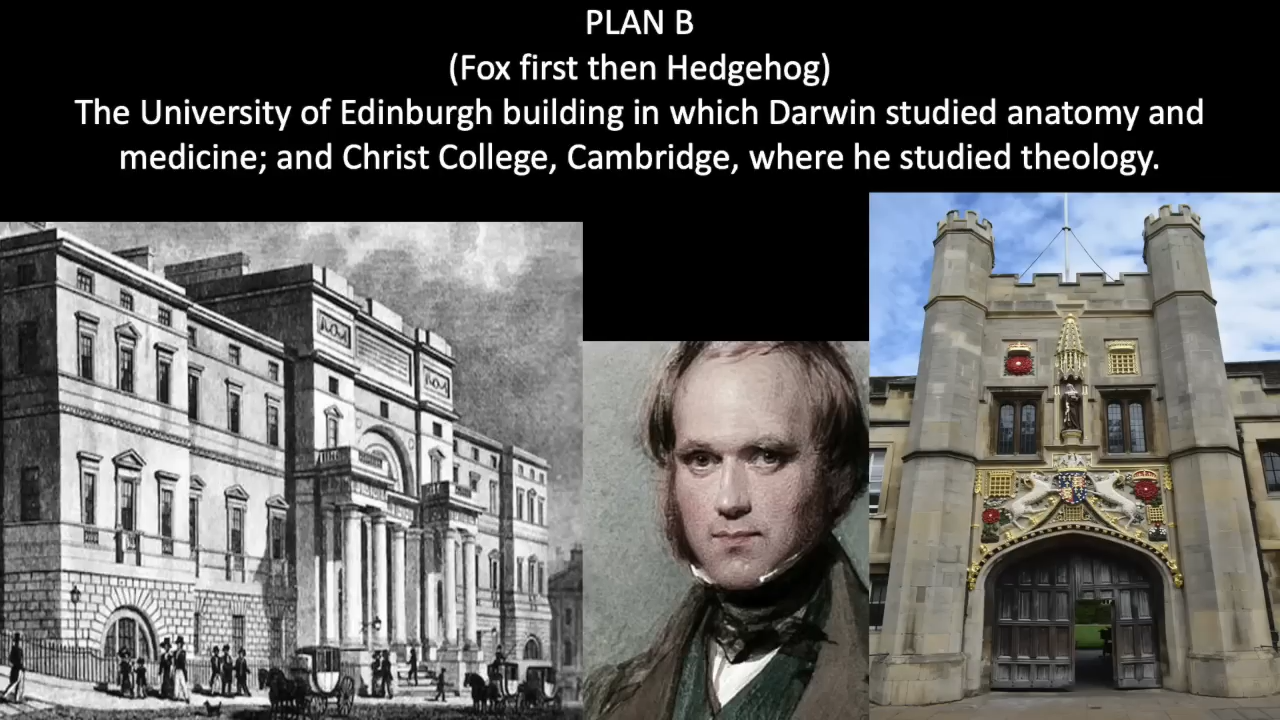 PLAN B
(Fox first then Hedgehog)
The University of Edinburgh building in which Darwin studied anatomy and
medicine; and Christ College, Cambridge, where he studied theology.